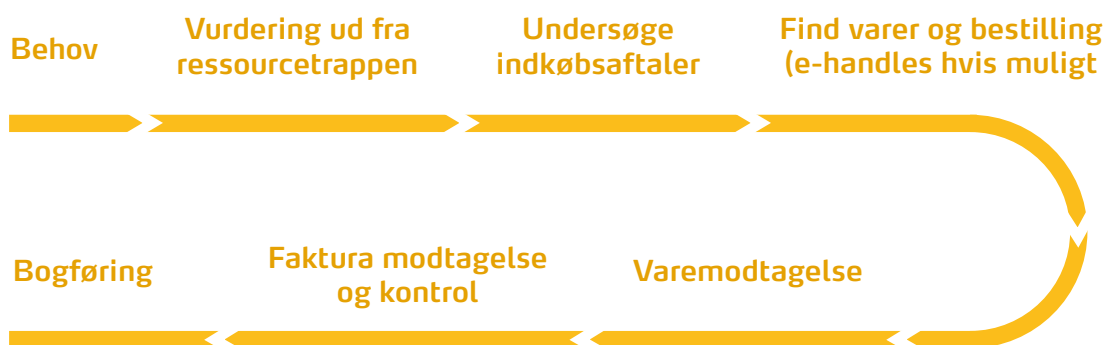 Behov
Vurdering ud fra
ressourcetrappen
Undersøge
indkøbsaftaler
Find varer og bestilling
(e-handles hvis muligt
Varemodtagelse
Faktura modtagelse
og kontrol
Bogføring